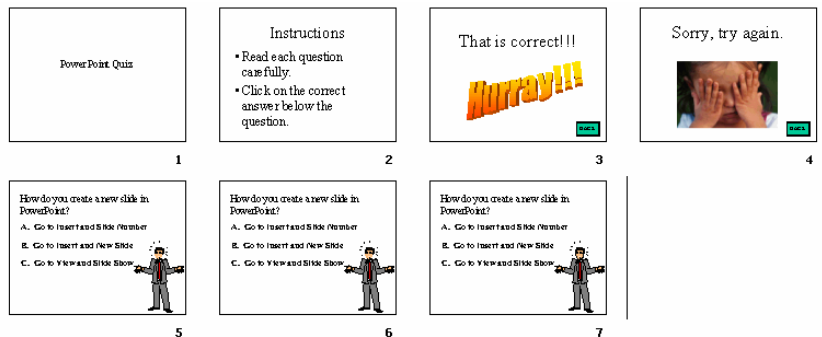 PowerPoint Quiz
1
Instructions
• Read each question
carefully.
• Click on the correct
answer below the
question.
2
That is correct!!!
Hurray!!!
BACK
3
Sorry, try again.
BACK
4
How do you create a new slide in
PowerPoint?
A. Go to Insert and Slide Number
B. Go to Insert and New Slide
C. Go to View and Slide Show
5
How do you create a new slide in
PowerPoint?
A. Go to Insert and Slide Number
B. Go to Insert and New Slide
C. Go to View and Slide Show
6
How do you create a new slide in
PowerPoint?
A. Go to Insert and Slide Number
B. Go to Insert and New Slide
C. Go to View and Slide Show
7